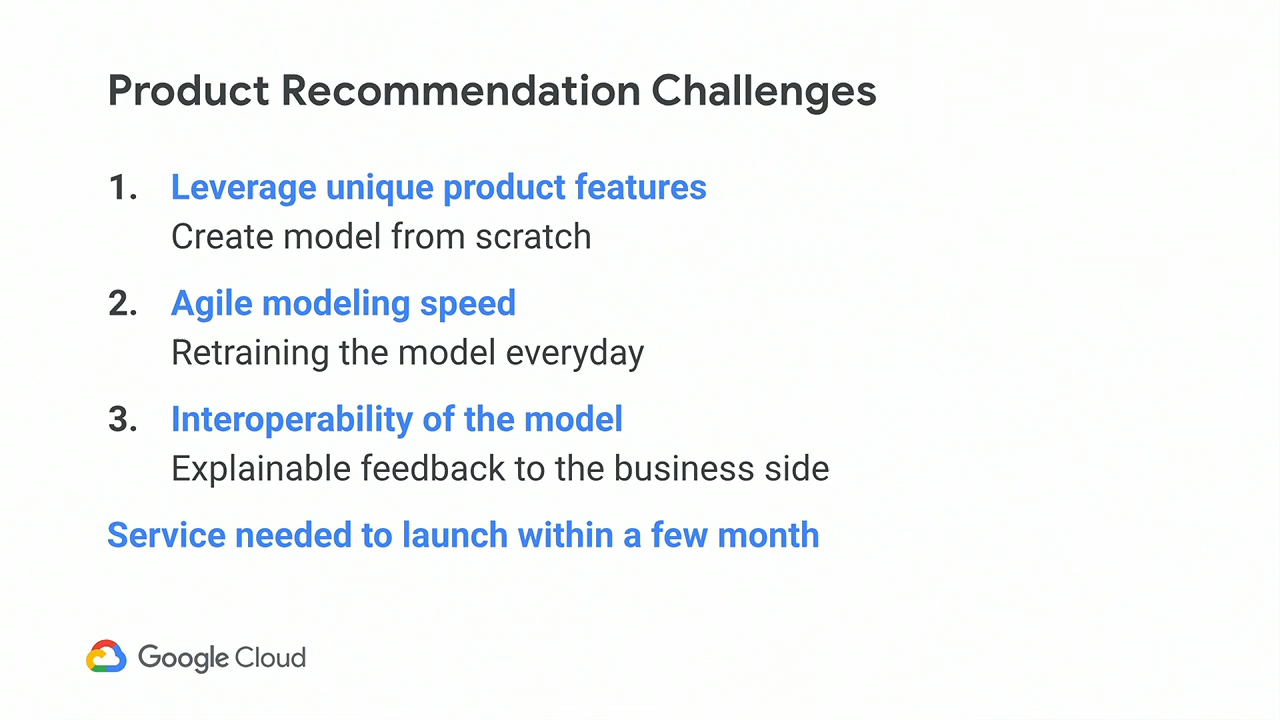 Product Recommendation Challenges
1. Leverage unique product features
Create model from scratch
2. Agile modeling speed
Retraining the model everyday
3. Interoperability of the model
Explainable feedback to the business side
Service needed to launch within a few month
Google Cloud